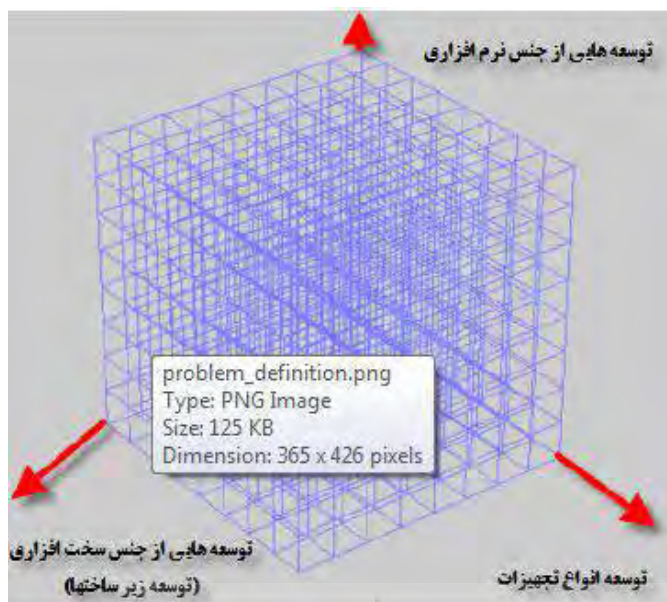 توسعه هایی از جنس نرم افزاری
problem_definition.png
Type: PNG Image
Size: 125 KB
Dimension: 365 x 426 pixels
توسعه هایی از جنس سخت افزاری
(توسعه زیر ساختها)
توسعه انواع تجهیزات